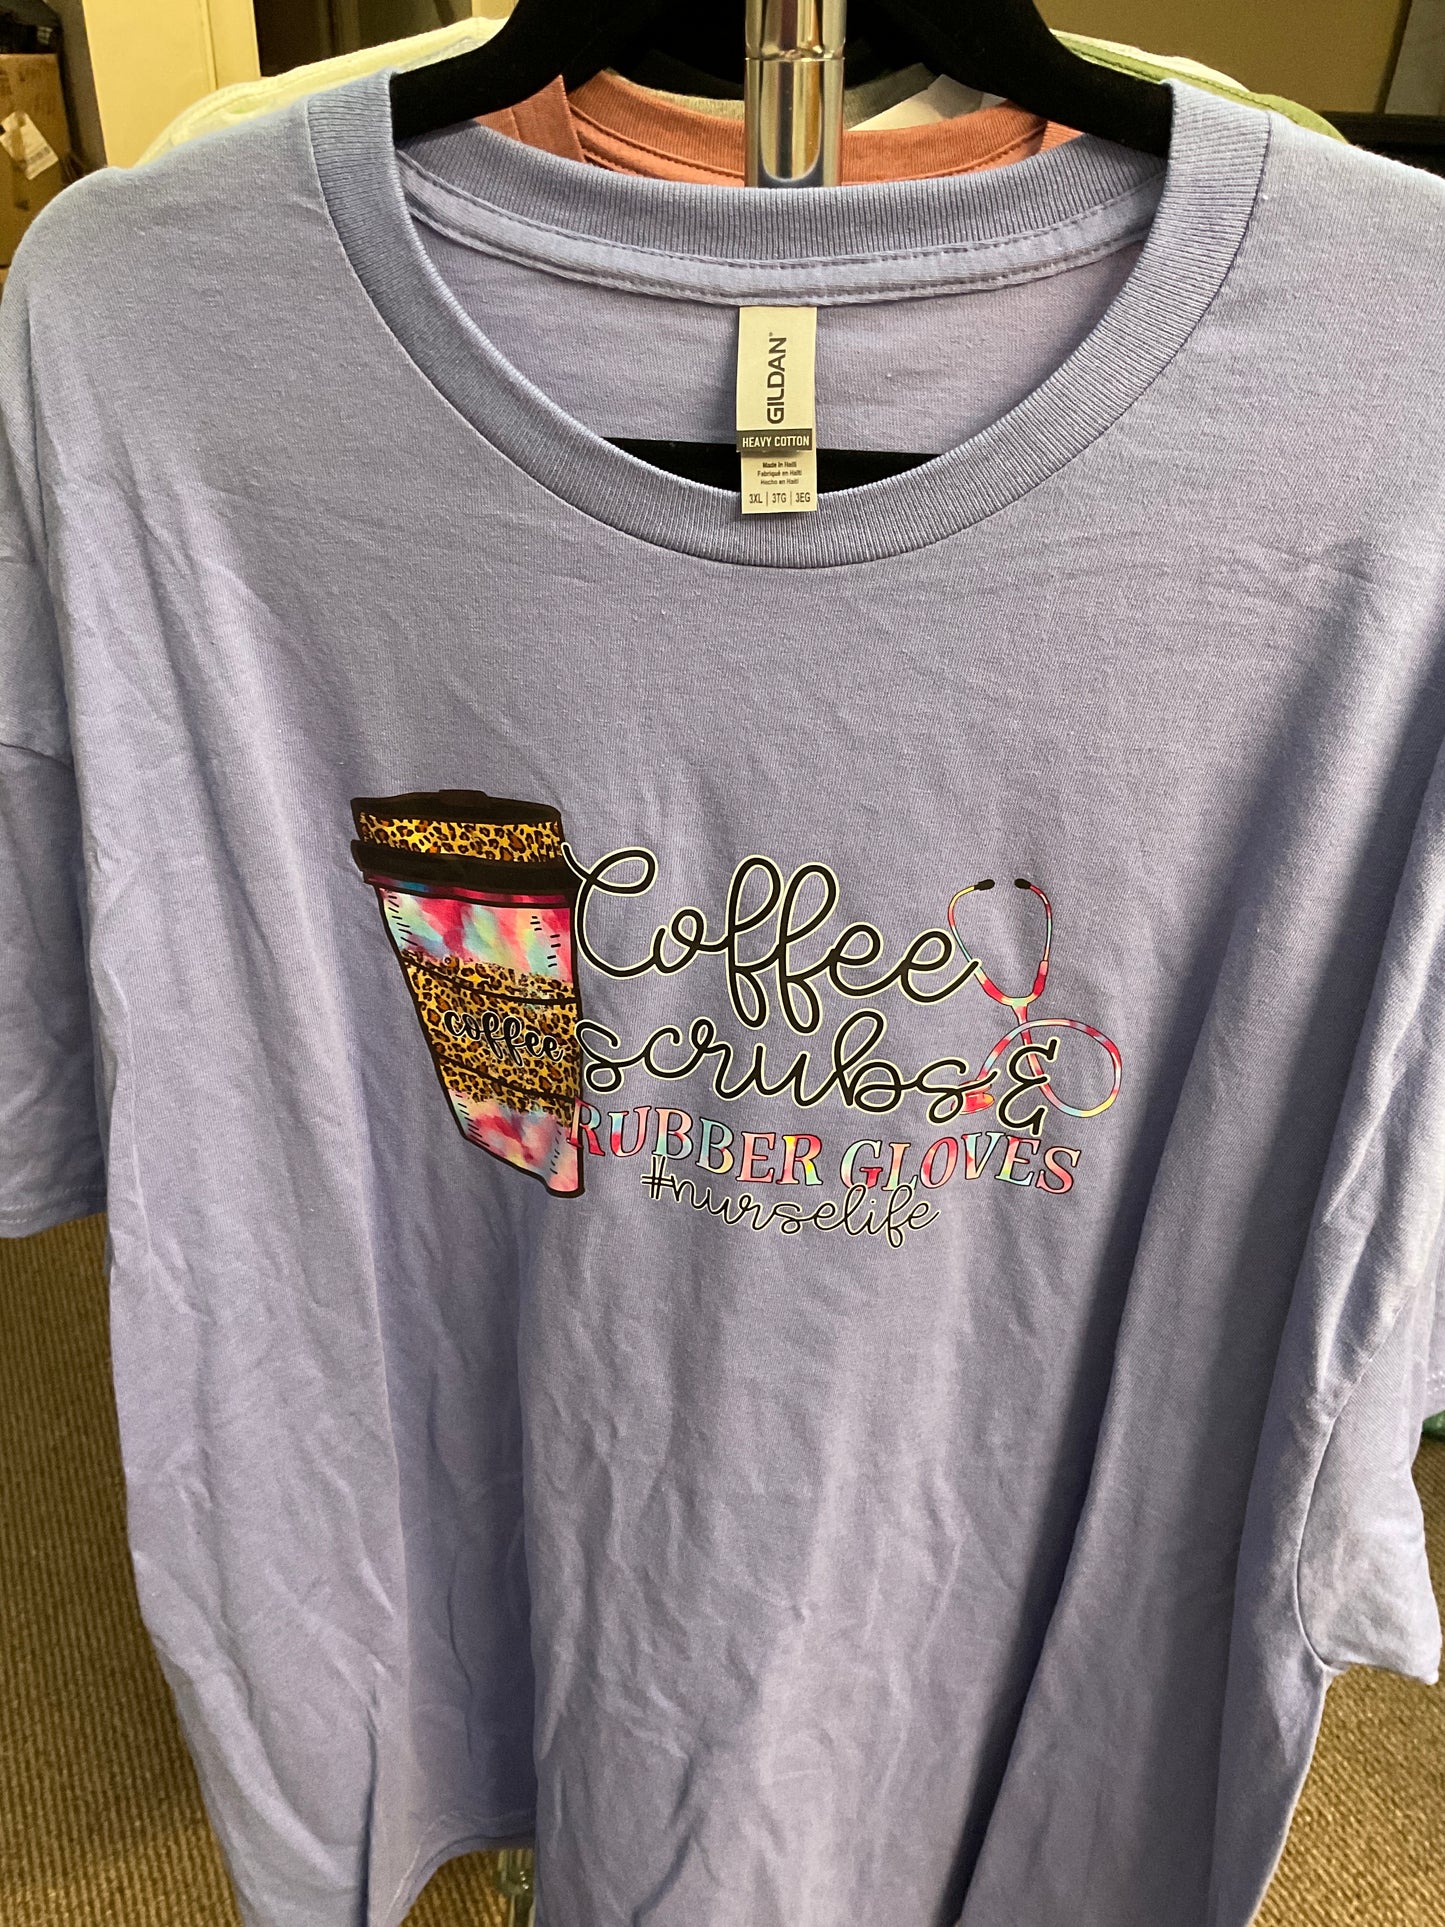 GILDAN®
HEAVY COTTON
Made in Haiti
Fabriqué en Haïti
Hecho en Haití
3XL | 3TG | 3EG
coffee
Coffee
scrubs &
RUBBER GLOVES
#nurselife